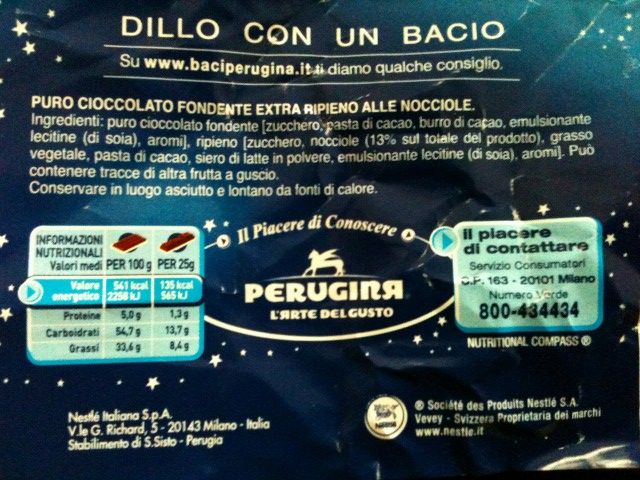 DILLO CON UN BACIO
Su www.baciperugina.it ti diamo qualche consiglio.
PURO CIOCCOLATO FONDENTE EXTRA RIPIENO ALLE NOCCIOLE.
Ingredienti: puro cioccolato fondente [zucchero, pasta di cacao, burro di cacao, emulsionante
lecitine (di soia), aromi], ripieno [zucchero, nocciole (13% sul totale del prodotto), grasso
vegetale, pasta di cacao, siero di latte in polvere, emulsionante lecitine (di soia), aromi]. Può
contenere tracce di altra frutta a guscio.
Conservare in luogo asciutto e lontano da fonti di calore.
INFORMAZIONI
NUTRIZIONALI
Valori medi PER 100 g PER 25g
Valore energetico 541 kcal 2258 kJ 135 kcal 565 kJ
Proteine 5,0 g 1,3 g
Carboidrati 54,7 g 13,7 g
Grassi 33,6 g 8,4 g
Il Piacere di Conoscere
PERUGINA
L'ARTE DEL GUSTO
Il piacere
di contattare
Servizio Consumatori
C.P. 163 - 20101 Milano
Numero Verde
800-434434
NUTRITIONAL COMPASS ®
Nestlé Italiana S.p.A.
V.le G. Richard, 5 - 20143 Milano - Italia
Stabilimento di S.Sisto - Perugia
Nestlé
® Société des Produits Nestlé S.A.
Vevey - Svizzera Proprietaria dei marchi
www.nestle.it